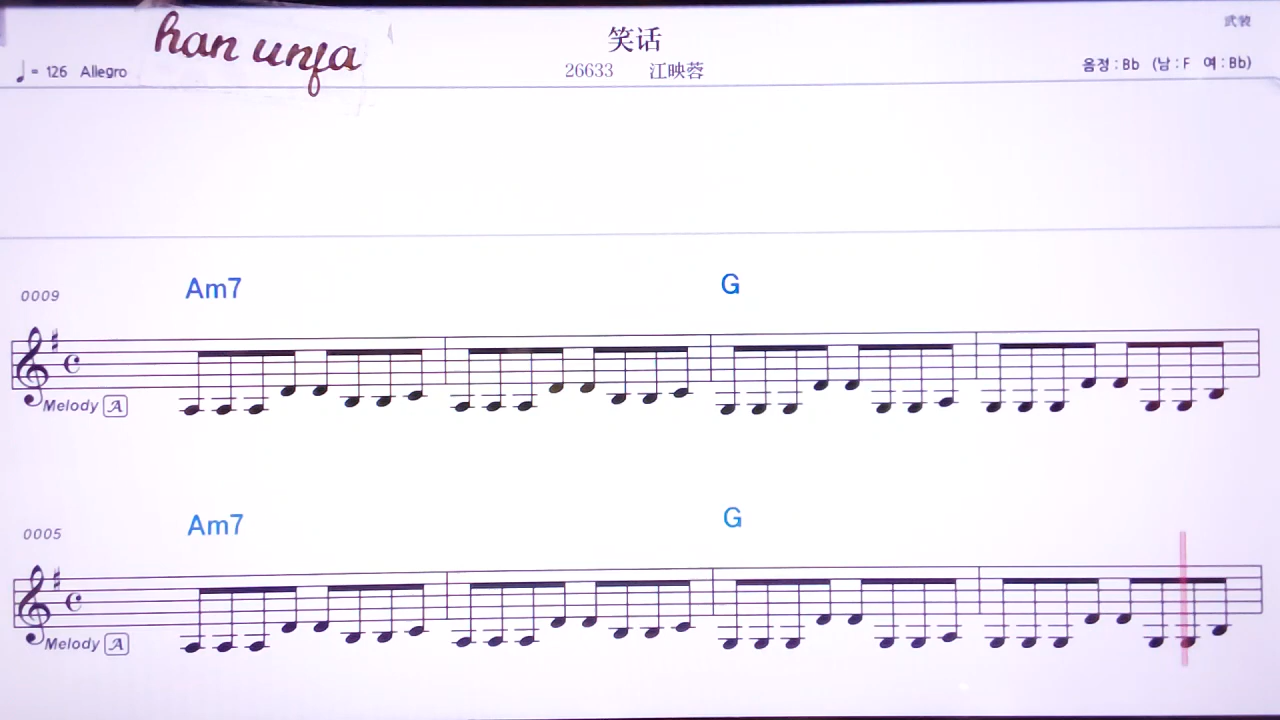 han unja
笑话
26633 江映蓉
♩= 126 Allegro
음정 : Bb (남 : F 여 : Bb)
0009
Am7 G
Melody A
0005
Am7 G
Melody A